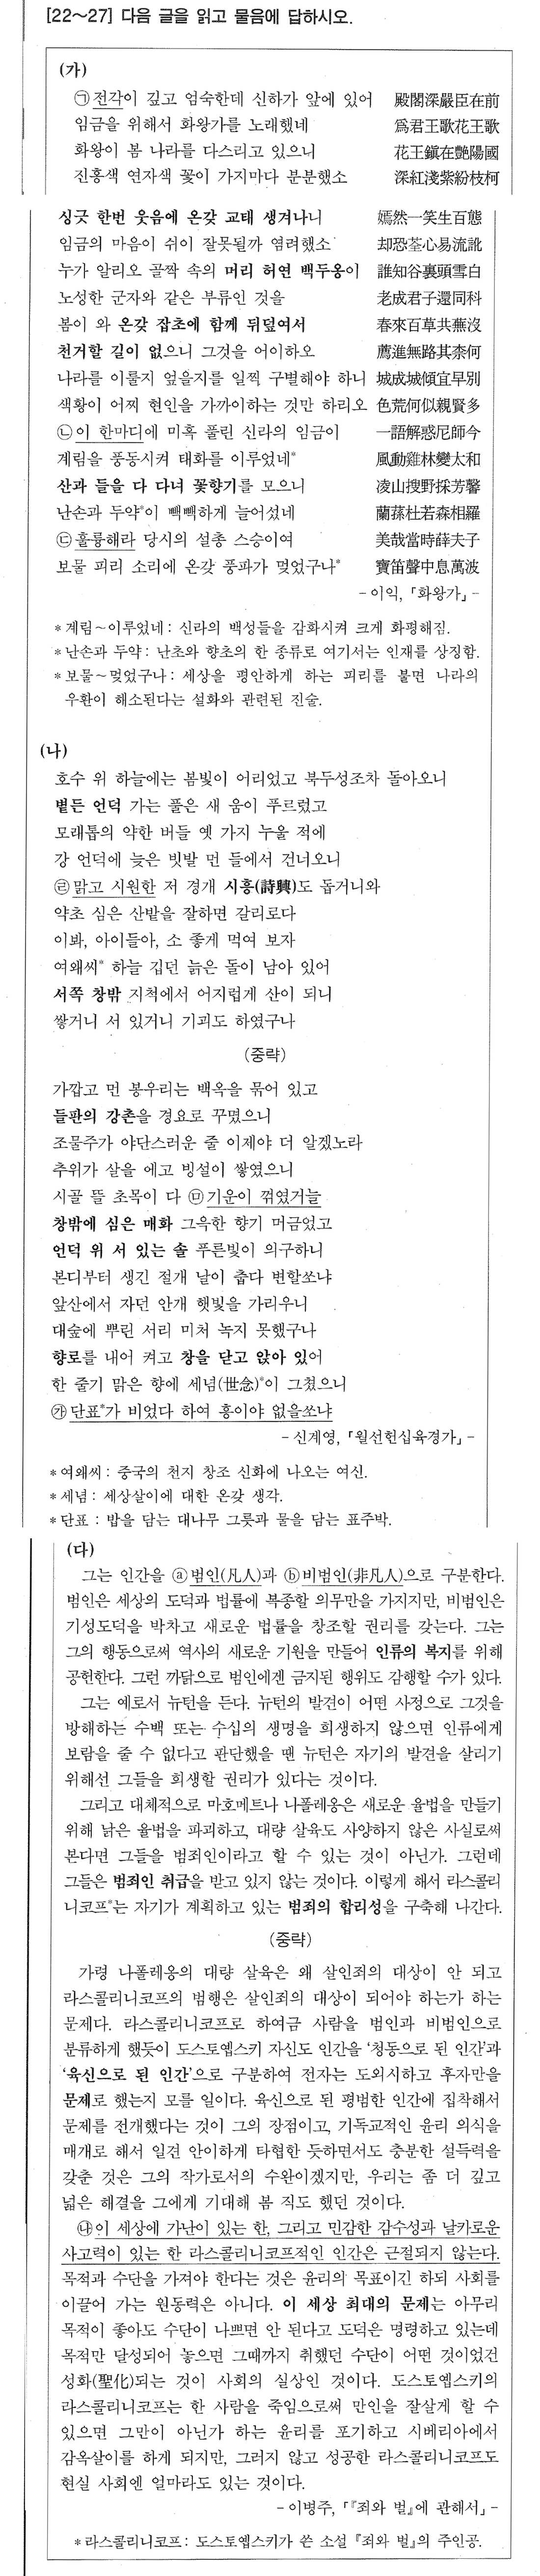 [22～27] 다음 글을 읽고 물음에 답하시오.
(가)
㉠전각이 깊고 엄숙한데 신하가 앞에 있어 殿閣深嚴臣在前
임금을 위해서 화왕가를 노래했네 爲君王歌花王歌
화왕이 봄 나라를 다스리고 있으니 花王鎭在艶陽國
진홍색 연자색 꽃이 가지마다 분분했소 深紅淺紫紛枝柯
싱긋 한번 웃음에 온갖 교태 생겨나니 嫣然一笑生百態
임금의 마음이 쉬이 잘못될까 염려했소 却恐荃心易流訛
누가 알리오 골짝 속의 머리 허연 백두옹이 誰知谷裏頭雪白
노성한 군자와 같은 부류인 것을 老成君子還同科
봄이 와 온갖 잡초에 함께 뒤덮여서 春來百草共蕪沒
천거할 길이 없으니 그것을 어이하오 薦進無路其柰何
나라를 이룰지 엎을지를 일찍 구별해야 하니 城成城傾宜早別
색황이 어찌 현인을 가까이하는 것만 하리오 色荒何似親賢多
㉡이 한마디에 미혹 풀린 신라의 임금이 一語解惑尼師今
계림을 풍동시켜 태화를 이루었네* 風動雞林變太和
산과 들을 다 다녀 꽃향기를 모으니 凌山搜野採芳馨
난손과 두약*이 빽빽하게 늘어섰네 蘭蓀杜若森相羅
㉢훌륭해라 당시의 설총 스승이여 美哉當時薛夫子
보물 피리 소리에 온갖 풍파가 멎었구나* 寶笛聲中息萬波
- 이익, 「화왕가」 -
* 계림～이루었네 : 신라의 백성들을 감화시켜 크게 화평해짐.
* 난손과 두약 : 난초와 향초의 한 종류로 여기서는 인재를 상징함.
* 보물～멎었구나 : 세상을 평안하게 하는 피리를 불면 나라의
우환이 해소된다는 설화와 관련된 진술.
(나)
호수 위 하늘에는 봄빛이 어리었고 북두성조차 돌아오니
볕든 언덕 가는 풀은 새 움이 푸르렀고
모래톱의 약한 버들 옛 가지 누울 적에
강 언덕에 늦은 빗발 먼 들에서 건너오니
㉣맑고 시원한 저 경개 시흥(詩興)도 돕거니와
약초 심은 산밭을 잘하면 갈리로다
이봐, 아이들아, 소 좋게 먹여 보자
여왜씨* 하늘 깁던 늙은 돌이 남아 있어
서쪽 창밖 지척에서 어지럽게 산이 되니
쌓거니 서 있거니 기괴도 하였구나
(중략)
가깝고 먼 봉우리는 백옥을 묶어 있고
들판의 강촌을 경요로 꾸몄으니
조물주가 야단스러운 줄 이제야 더 알겠노라
추위가 살을 에고 빙설이 쌓였으니
시골 뜰 초목이 다 ㉤기운이 꺾였거늘
창밖에 심은 매화 그윽한 향기 머금었고
언덕 위 서 있는 솔 푸른빛이 의구하니
본디부터 생긴 절개 날이 춥다 변할쏘냐
앞산에서 자던 안개 햇빛을 가리우니
대숲에 뿌린 서리 미처 녹지 못했구나
향로를 내어 켜고 창을 닫고 앉아 있어
한 줄기 맑은 향에 세념(世念)*이 그쳤으니
㉮단표*가 비었다 하여 흥이야 없을쏘냐
- 신계영, 「월선헌십육경가」 -
* 여왜씨 : 중국의 천지 창조 신화에 나오는 여신.
* 세념 : 세상살이에 대한 온갖 생각.
* 단표 : 밥을 담는 대나무 그릇과 물을 담는 표주박.
(다)
그는 인간을 ⓐ범인(凡人)과 ⓑ비범인(非凡人)으로 구분한다.
범인은 세상의 도덕과 법률에 복종할 의무만을 가지지만, 비범인은
기성도덕을 박차고 새로운 법률을 창조할 권리를 갖는다. 그는
그의 행동으로써 역사의 새로운 기원을 만들어 인류의 복지를 위해
공헌한다. 그런 까닭으로 범인에겐 금지된 행위도 감행할 수가 있다.
그는 예로서 뉴턴을 든다. 뉴턴의 발견이 어떤 사정으로 그것을
방해하는 수백 또는 수십의 생명을 희생하지 않으면 인류에게
보람을 줄 수 없다고 판단했을 땐 뉴턴은 자기의 발견을 살리기
위해선 그들을 희생할 권리가 있다는 것이다.
그리고 대체적으로 마호메트나 나폴레옹은 새로운 율법을 만들기
위해 낡은 율법을 파괴하고, 대량 살육도 사양하지 않은 사실로써
본다면 그들을 범죄인이라고 할 수 있는 것이 아닌가. 그런데
그들은 범죄인 취급을 받고 있지 않는 것이다. 이렇게 해서 라스콜리
니코프*는 자기가 계획하고 있는 범죄의 합리성을 구축해 나간다.
(중략)
가령 나폴레옹의 대량 살육은 왜 살인죄의 대상이 안 되고
라스콜리니코프의 범행은 살인죄의 대상이 되어야 하는가 하는
문제다. 라스콜리니코프로 하여금 사람을 범인과 비범인으로
분류하게 했듯이 도스토옙스키 자신도 인간을 ‘청동으로 된 인간’과
‘육신으로 된 인간’으로 구분하여 전자는 도외시하고 후자만을
문제로 했는지 모를 일이다. 육신으로 된 평범한 인간에 집착해서
문제를 전개했다는 것이 그의 장점이고, 기독교적인 윤리 의식을
매개로 해서 일견 안이하게 타협한 듯하면서도 충분한 설득력을
갖춘 것은 그의 작가로서의 수완이겠지만, 우리는 좀 더 깊고
넓은 해결을 그에게 기대해 봄 직도 했던 것이다.
㉯이 세상에 가난이 있는 한, 그리고 민감한 감수성과 날카로운
사고력이 있는 한 라스콜리니코프적인 인간은 근절되지 않는다.
목적과 수단을 가져야 한다는 것은 윤리의 목표이긴 하되 사회를
이끌어 가는 원동력은 아니다. 이 세상 최대의 문제는 아무리
목적이 좋아도 수단이 나쁘면 안 된다고 도덕은 명령하고 있는데
목적만 달성되어 놓으면 그때까지 취했던 수단이 어떤 것이었건
성화(聖化)되는 것이 사회의 실상인 것이다. 도스토옙스키의
라스콜리니코프는 한 사람을 죽임으로써 만인을 잘살게 할 수
있으면 그만이 아닌가 하는 윤리를 포기하고 시베리아에서
감옥살이를 하게 되지만, 그러지 않고 성공한 라스콜리니코프도
현실 사회엔 얼마라도 있는 것이다.
- 이병주, 「『죄와 벌』에 관해서」 -
* 라스콜리니코프 : 도스토옙스키가 쓴 소설 『죄와 벌』의 주인공.